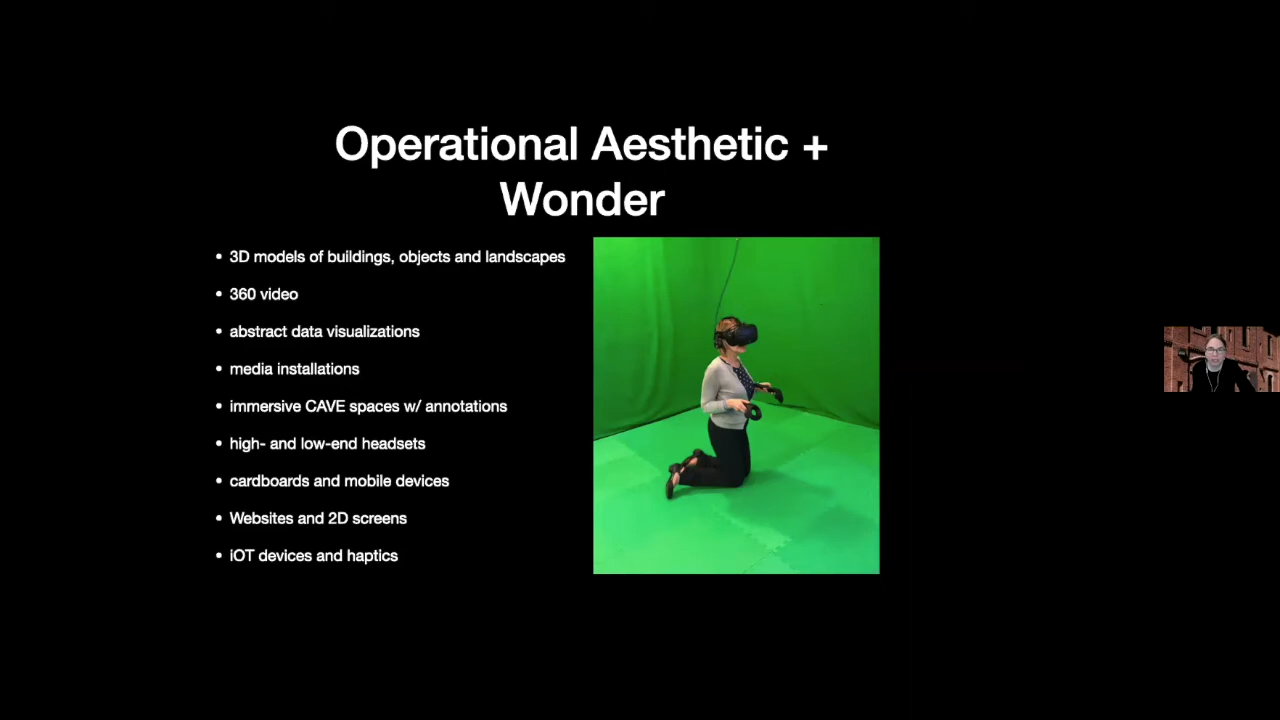 Operational Aesthetic +
Wonder
• 3D models of buildings, objects and landscapes
• 360 video
• abstract data visualizations
• media installations
• immersive CAVE spaces w/ annotations
• high- and low-end headsets
• cardboards and mobile devices
• Websites and 2D screens
• iOT devices and haptics